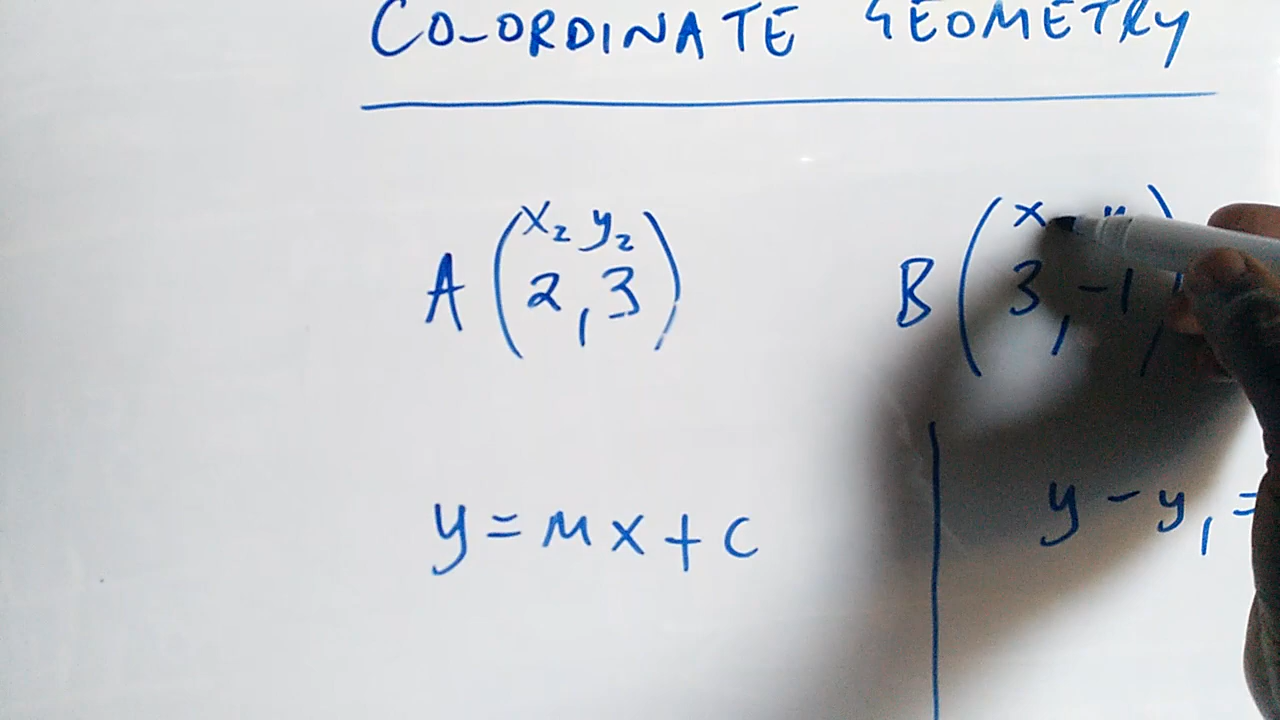 CO-ORDINATE GEOMETRY
x₂ y₂ x
A (2, 3) B (3, -1)
y = mx + c y - y₁ =